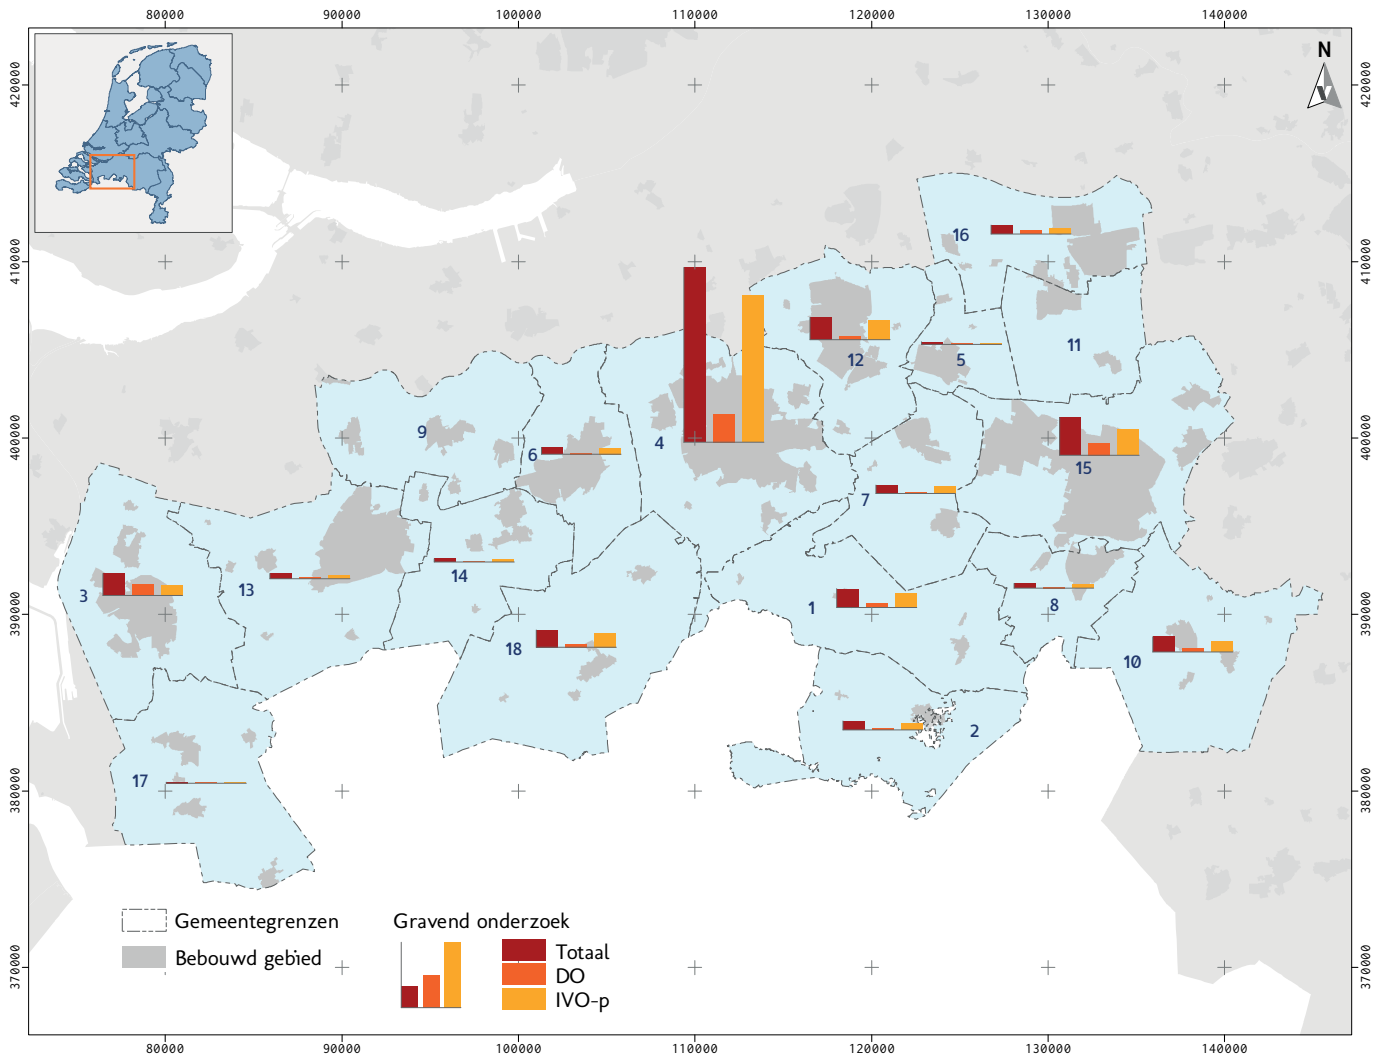 80000 90000 100000 110000 120000 130000 140000
N
420000 420000
410000 410000
400000 400000
390000 390000
380000 380000
370000 370000
16
11
12
5
9
4
6
15
7
14
13
3
1
8
18
10
2
17
Gemeentegrenzen
Bebouwd gebied
Gravend onderzoek
Totaal
DO
IVO-p
80000 90000 100000 110000 120000 130000 140000